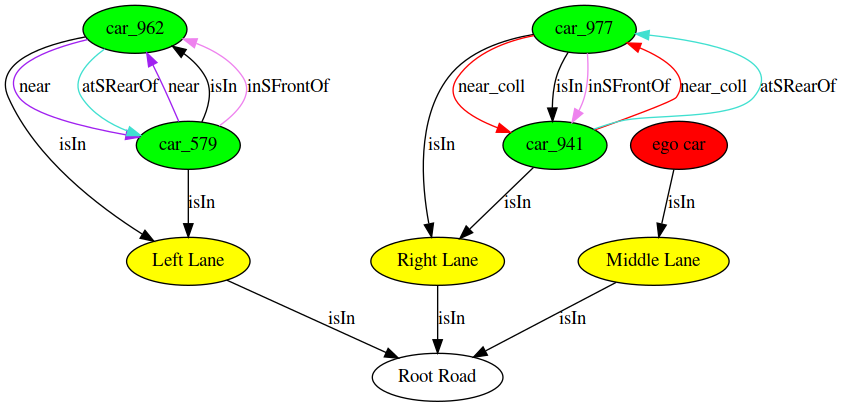 car_962
car_977
near
atSRearOf
near
isIn
inSFrontOf
near_coll
isIn
inSFrontOf
near_coll
atSRearOf
isIn
car_579
isIn
car_941
ego car
isIn
isIn
isIn
Left Lane
Right Lane
Middle Lane
isIn
isIn
isIn
Root Road